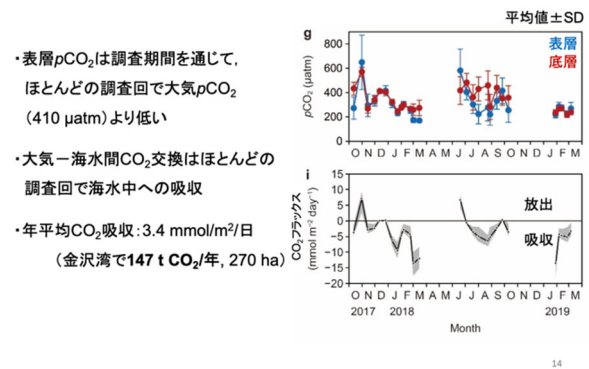 平均値±SD
・表層pCO2は調査期間を通じて，
ほとんどの調査回で大気pCO2
（410 μatm）より低い
・大気－海水間CO2交換はほとんどの
調査回で海水中への吸収
・年平均CO2吸収：3.4 mmol/m²/日
（金沢湾で147 t CO2/年, 270 ha）
g
表層
底層
pCO2 (μatm)
800
600
400
200
0
O N D J F M A M J J A S O N D J F M
i
CO2フラックス
(mmol m⁻² day⁻¹)
15
10
5
0
−5
−10
−15
−20
放出
吸収
O N D J F M A M J J A S O N D J F M
2017 2018 2019
Month
14